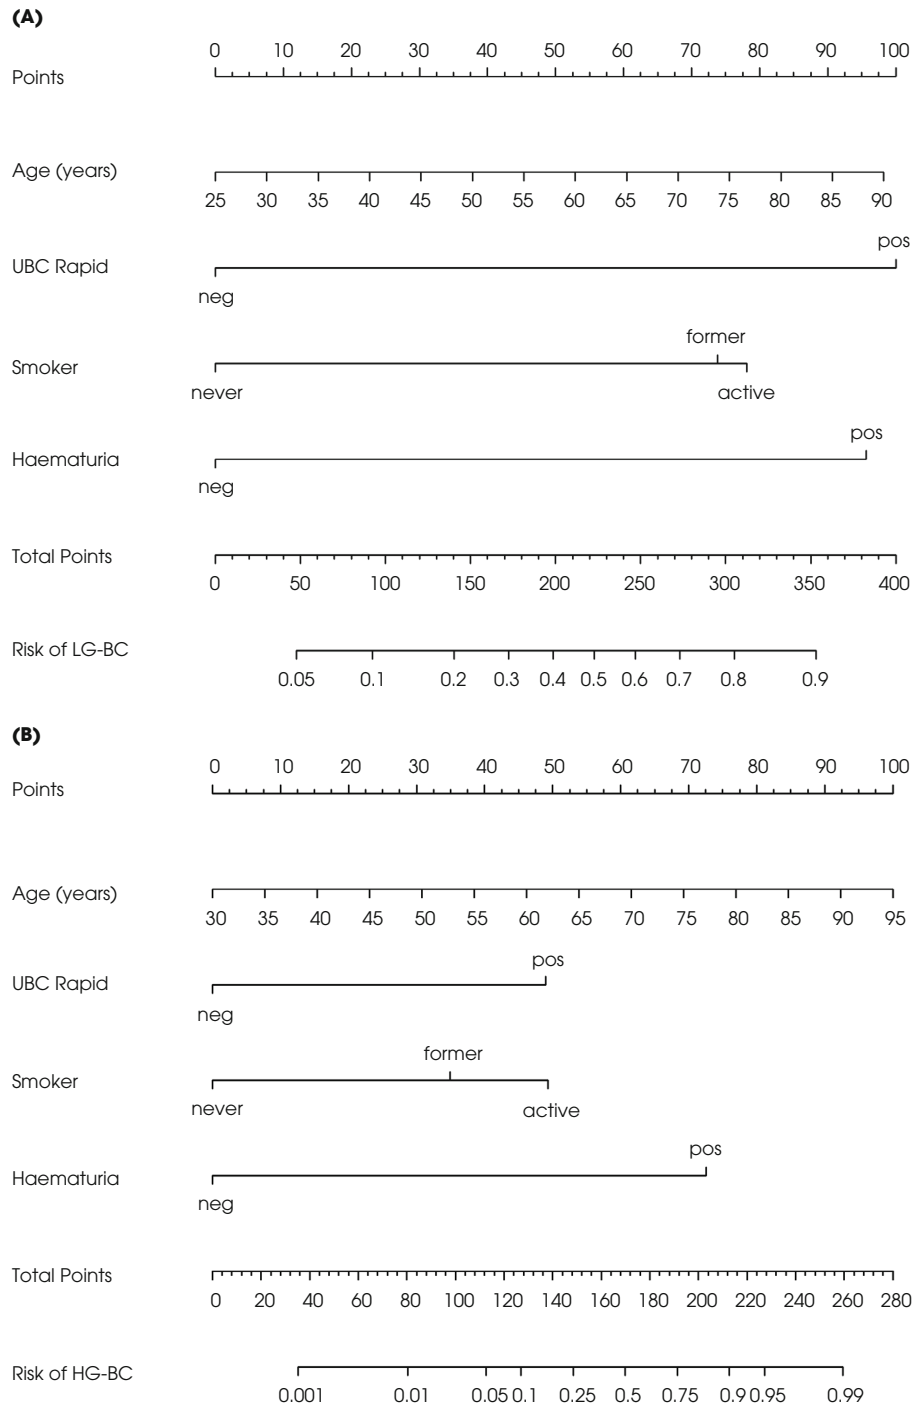 (A)
0 10 20 30 40 50 60 70 80 90 100
Points
Age (years)
25 30 35 40 45 50 55 60 65 70 75 80 85 90
pos
UBC Rapid
neg
former
Smoker
never active
pos
Haematuria
neg
Total Points
0 50 100 150 200 250 300 350 400
Risk of LG-BC
0.05 0.1 0.2 0.3 0.4 0.5 0.6 0.7 0.8 0.9
(B)
0 10 20 30 40 50 60 70 80 90 100
Points
Age (years)
30 35 40 45 50 55 60 65 70 75 80 85 90 95
pos
UBC Rapid
neg
former
Smoker
never active
pos
Haematuria
neg
Total Points
0 20 40 60 80 100 120 140 160 180 200 220 240 260 280
Risk of HG-BC
0.001 0.01 0.05 0.1 0.25 0.5 0.75 0.9 0.95 0.99